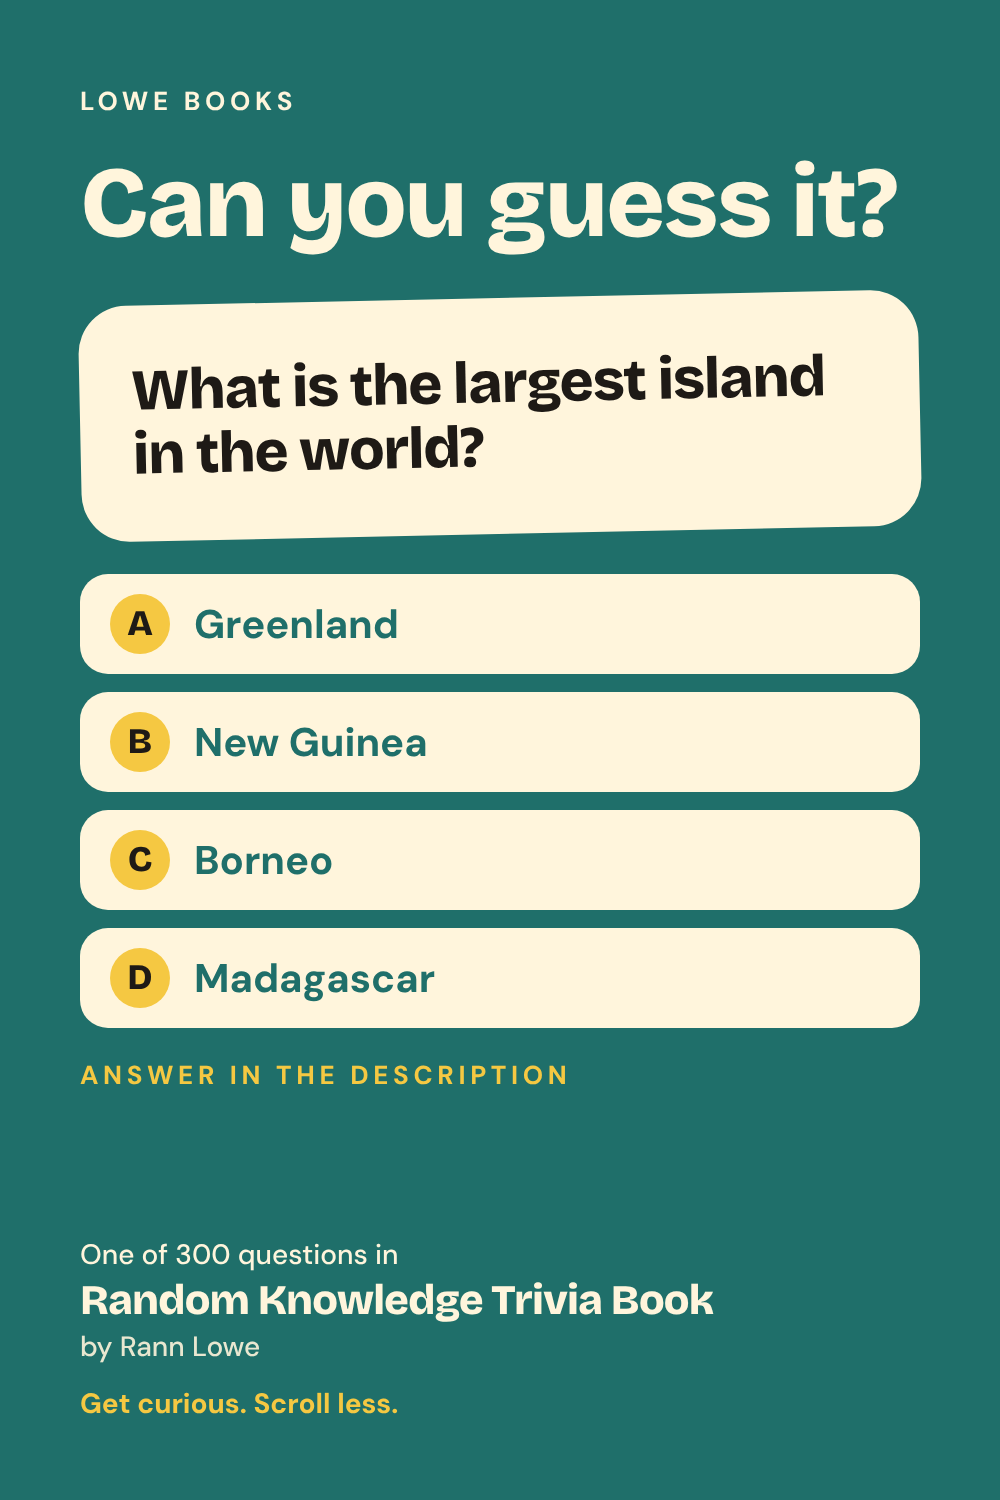 LOWE BOOKS
Can you guess it?
What is the largest island
in the world?
A Greenland
B New Guinea
C Borneo
D Madagascar
ANSWER IN THE DESCRIPTION
One of 300 questions in
Random Knowledge Trivia Book
by Rann Lowe
Get curious. Scroll less.